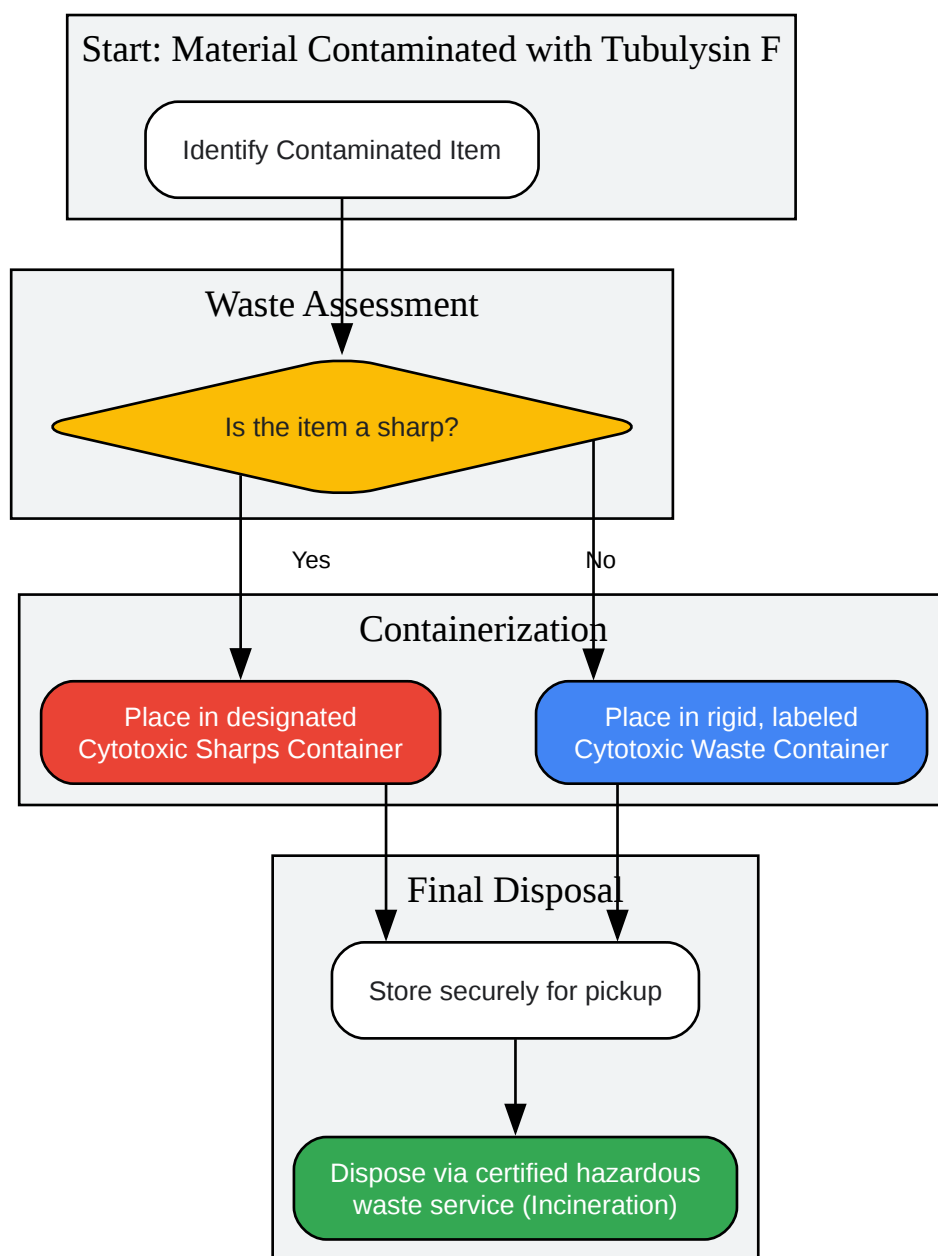 Start: Material Contaminated with Tubulysin F
Identify Contaminated Item
Waste Assessment
Is the item a sharp?
Yes
No
Containerization
Place in designated
Cytotoxic Sharps Container
Place in rigid, labeled
Cytotoxic Waste Container
Final Disposal
Store securely for pickup
Dispose via certified hazardous
waste service (Incineration)